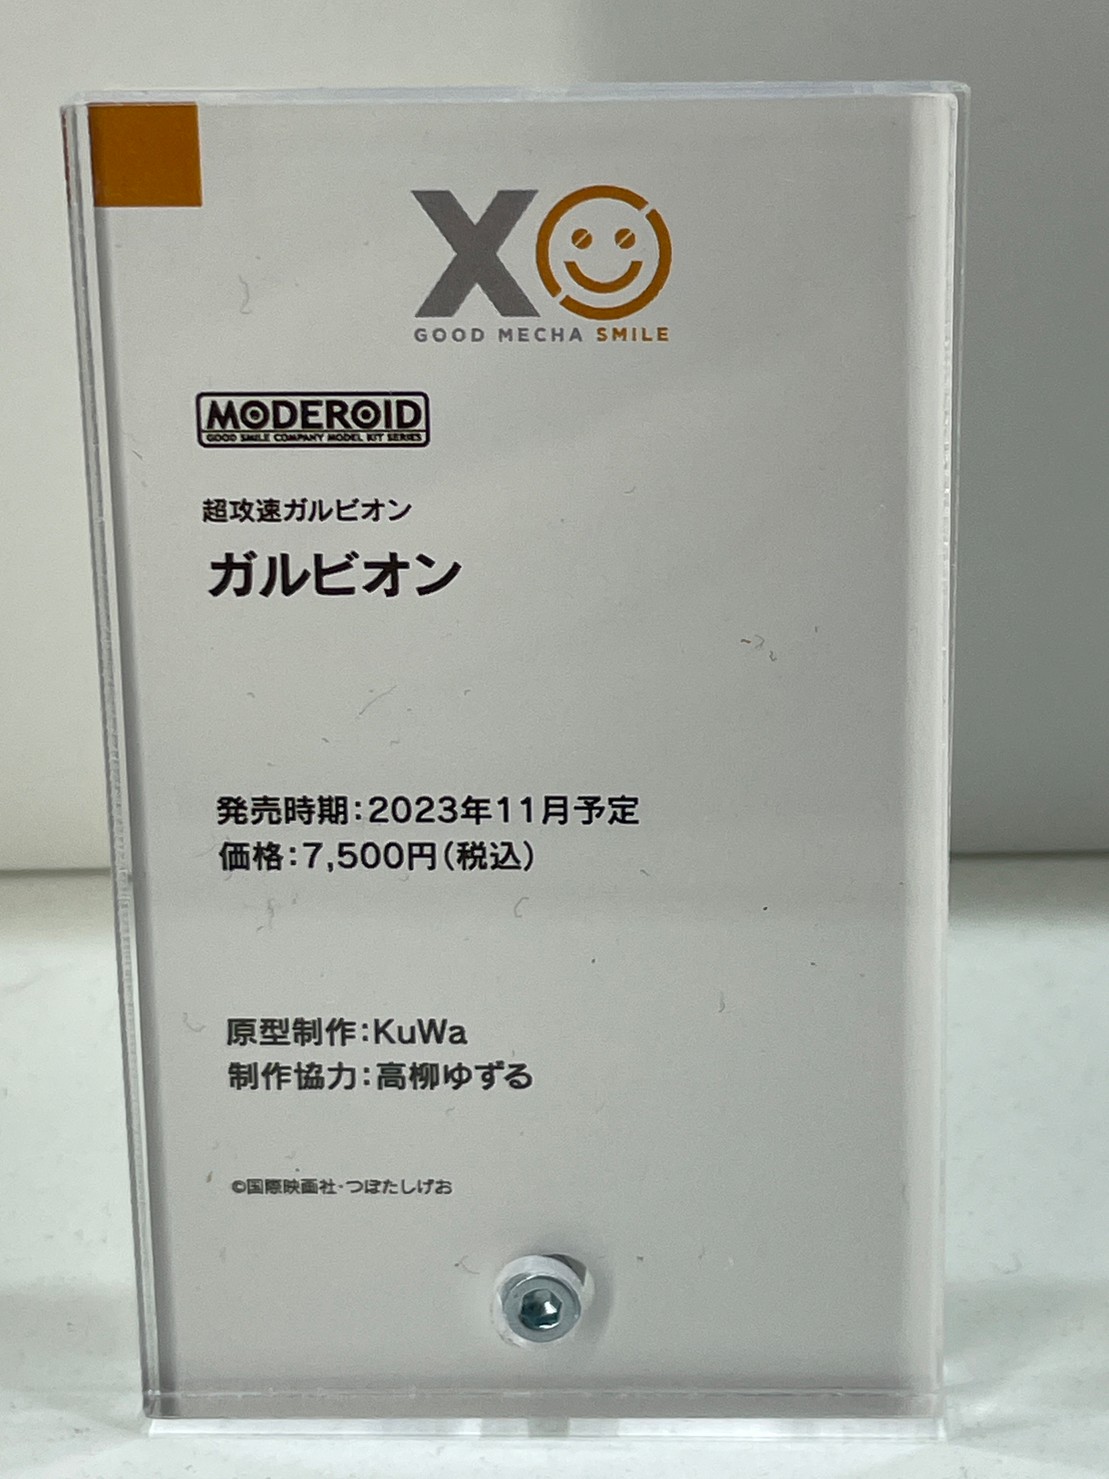 XO
GOOD MECHA SMILE
MODEROID
GOOD SMILE COMPANY MODEL KIT SERIES
超攻速ガルビオン
ガルビオン
発売時期:2023年11月予定
価格:7,500円(税込)
原型制作:KuWa
制作協力:高柳ゆずる
©国際映画社・つぼたしげお